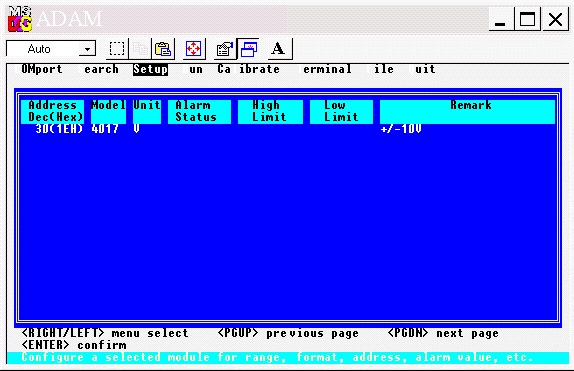 MS
ADAM
Auto
A
OMport earch Setup un Ca ibrate erminal ile uit
Address Model Unit Alarm High Low Remark
Dec(Hex) Status Limit Limit
30(1EH) 4017 V +/-10V
<RIGHT/LEFT> menu select <PGUP> previous page <PGDN> next page
<ENTER> confirm
Configure a selected module for range, format, address, alarm value, etc.